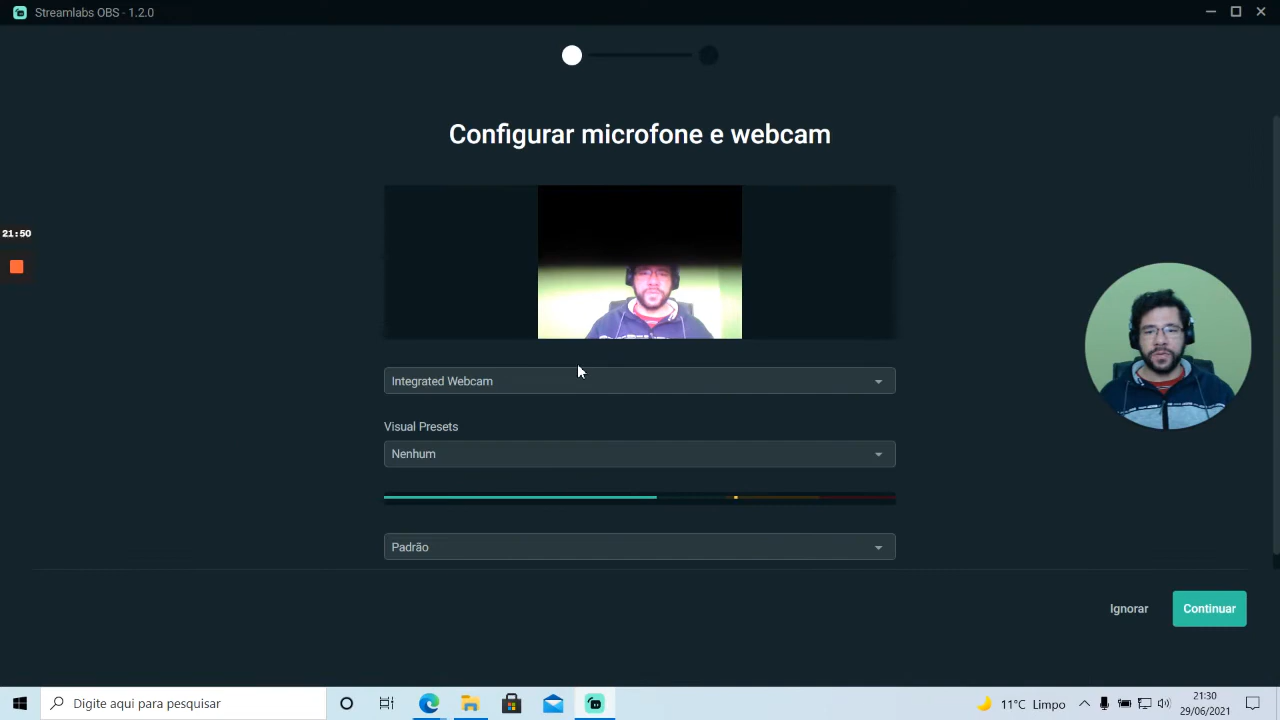 Streamlabs OBS - 1.2.0
Configurar microfone e webcam
21:50
Integrated Webcam
Visual Presets
Nenhum
Padrão
Ignorar
Continuar
Digite aqui para pesquisar
11°C Limpo
21:30
29/06/2021